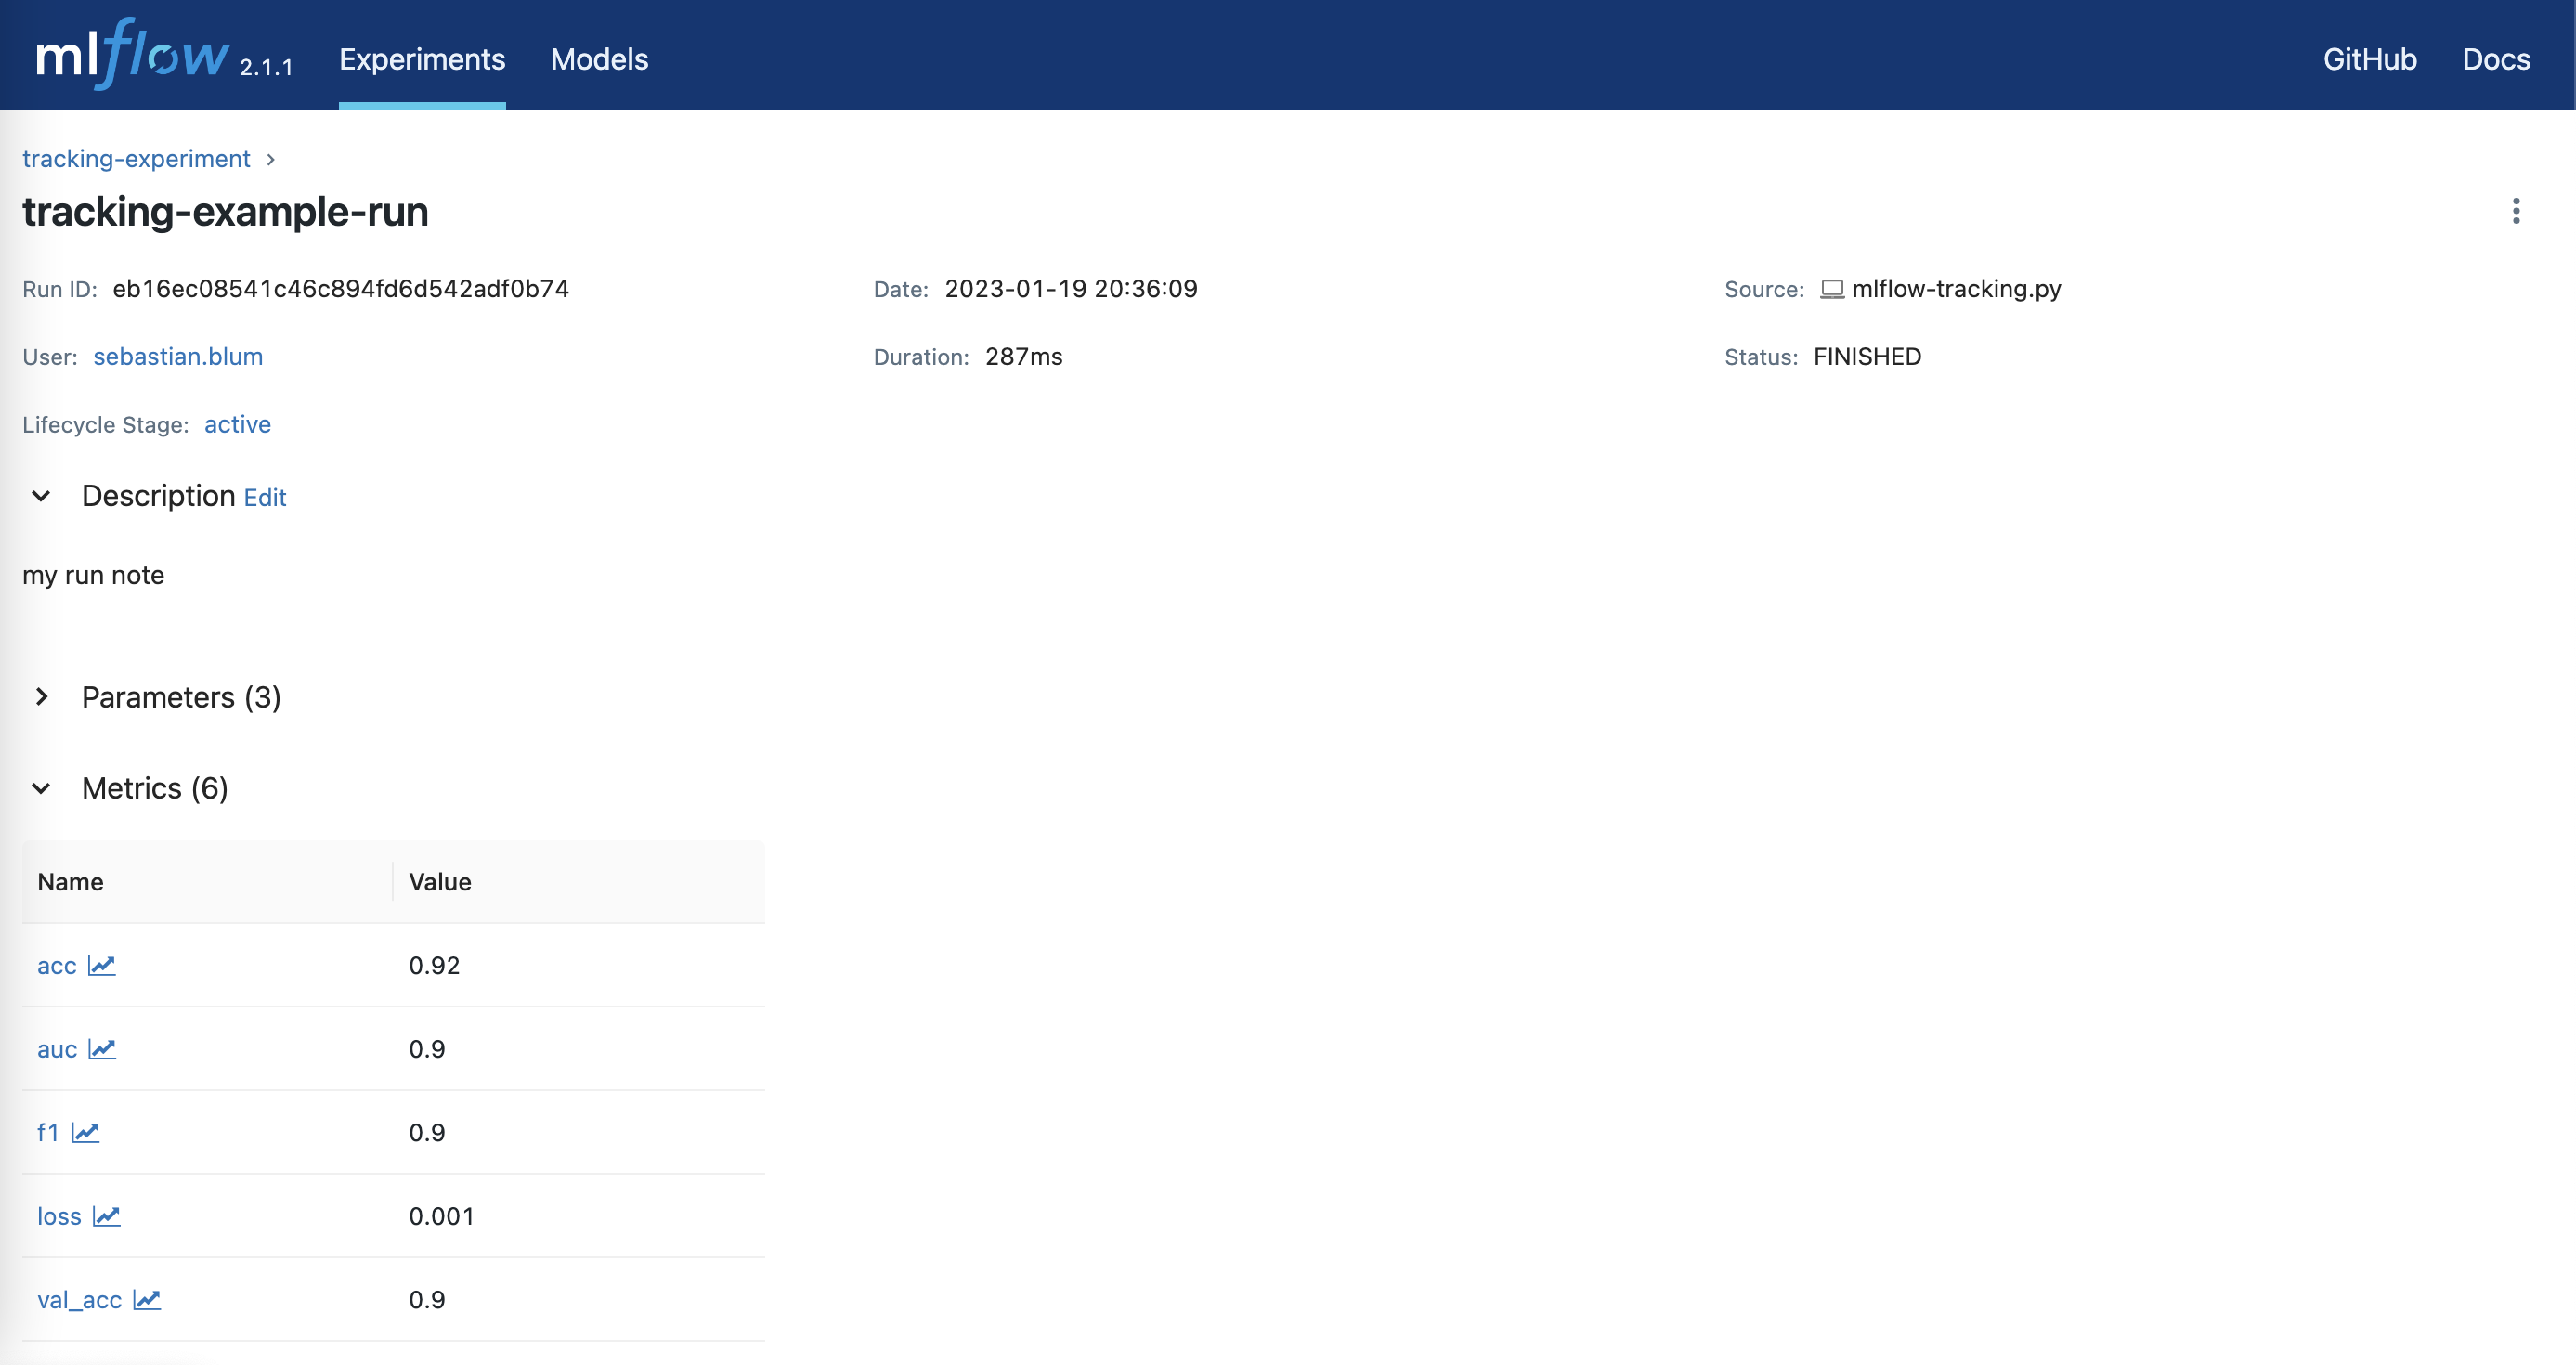 mlflow 2.1.1 Experiments Models GitHub Docs
tracking-experiment >
tracking-example-run
Run ID: eb16ec08541c46c894fd6d542adf0b74 Date: 2023-01-19 20:36:09 Source: mlflow-tracking.py
User: sebastian.blum Duration: 287ms Status: FINISHED
Lifecycle Stage: active
Description Edit
my run note
Parameters (3)
Metrics (6)
Name Value
acc 0.92
auc 0.9
f1 0.9
loss 0.001
val_acc 0.9